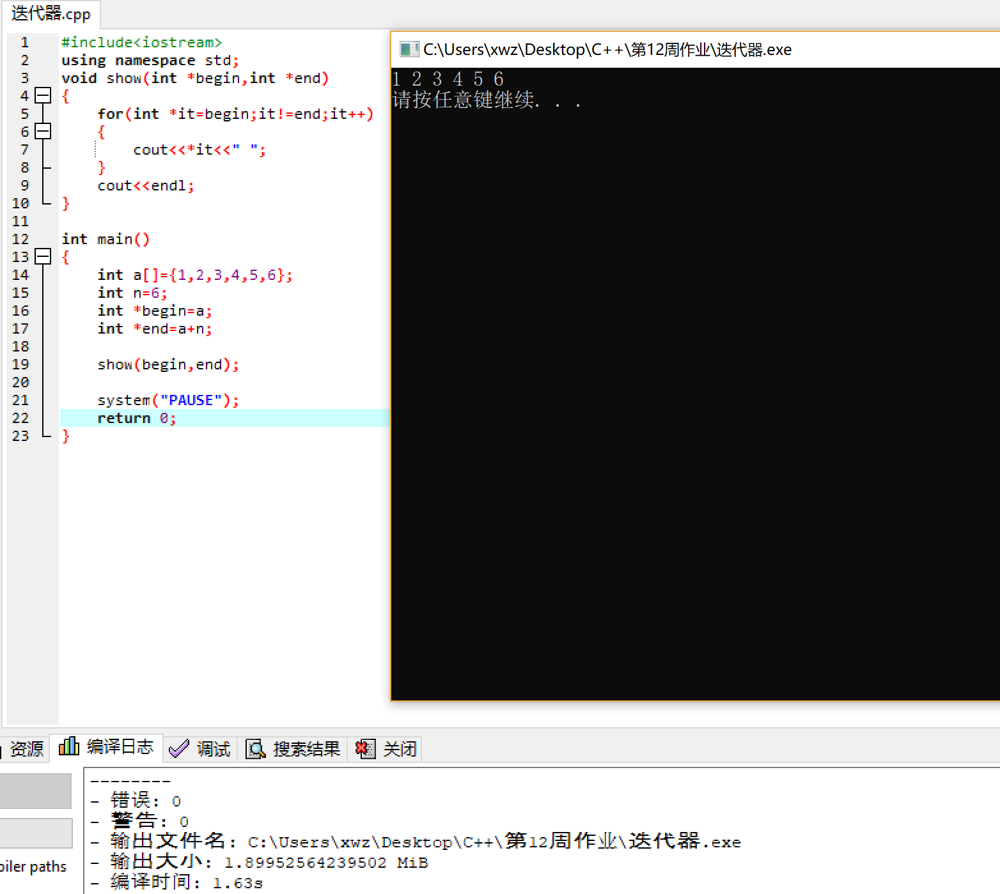 迭代器.cpp
1 #include<iostream>
2 using namespace std;
3 void show(int *begin,int *end)
4 {
5     for(int *it=begin;it!=end;it++)
6     {
7         cout<<*it<<" ";
8     }
9     cout<<endl;
10 }
11
12 int main()
13 {
14     int a[]={1,2,3,4,5,6};
15     int n=6;
16     int *begin=a;
17     int *end=a+n;
18
19     show(begin,end);
20
21     system("PAUSE");
22     return 0;
23 }
C:\Users\xwz\Desktop\C++\第12周作业\迭代器.exe
1 2 3 4 5 6
请按任意键继续. . .
资源 编译日志 调试 搜索结果 关闭
--------
- 错误: 0
- 警告: 0
- 输出文件名: C:\Users\xwz\Desktop\C++\第12周作业\迭代器.exe
- 输出大小: 1.89952564239502 MiB
- 编译时间: 1.63s
paths